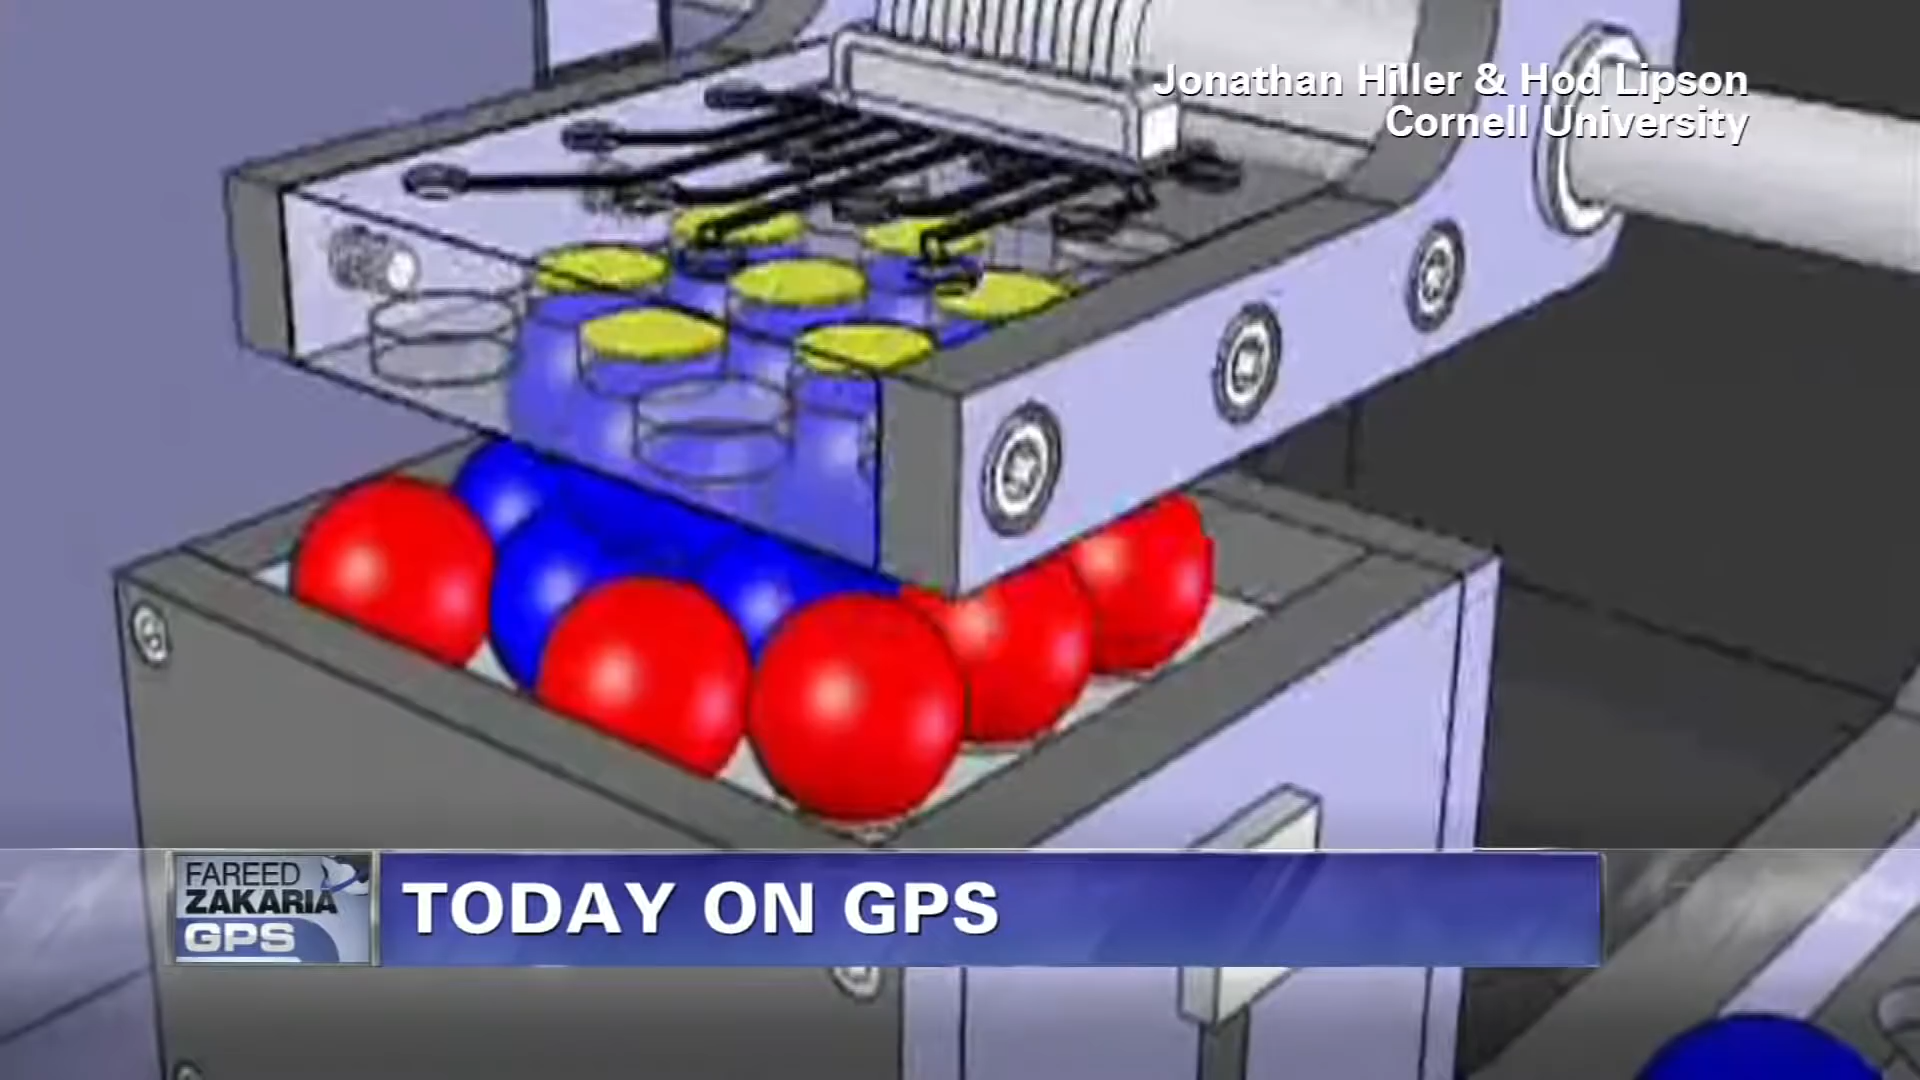 Jonathan Hiller & Hod Lipson
Cornell University
FAREED
ZAKARIA
GPS
TODAY ON GPS